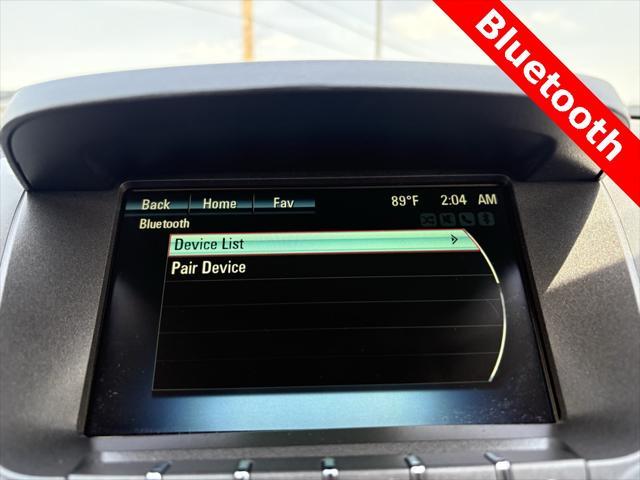 Bluetooth
Back Home Fav 89°F 2:04 AM
Bluetooth
Device List
Pair Device